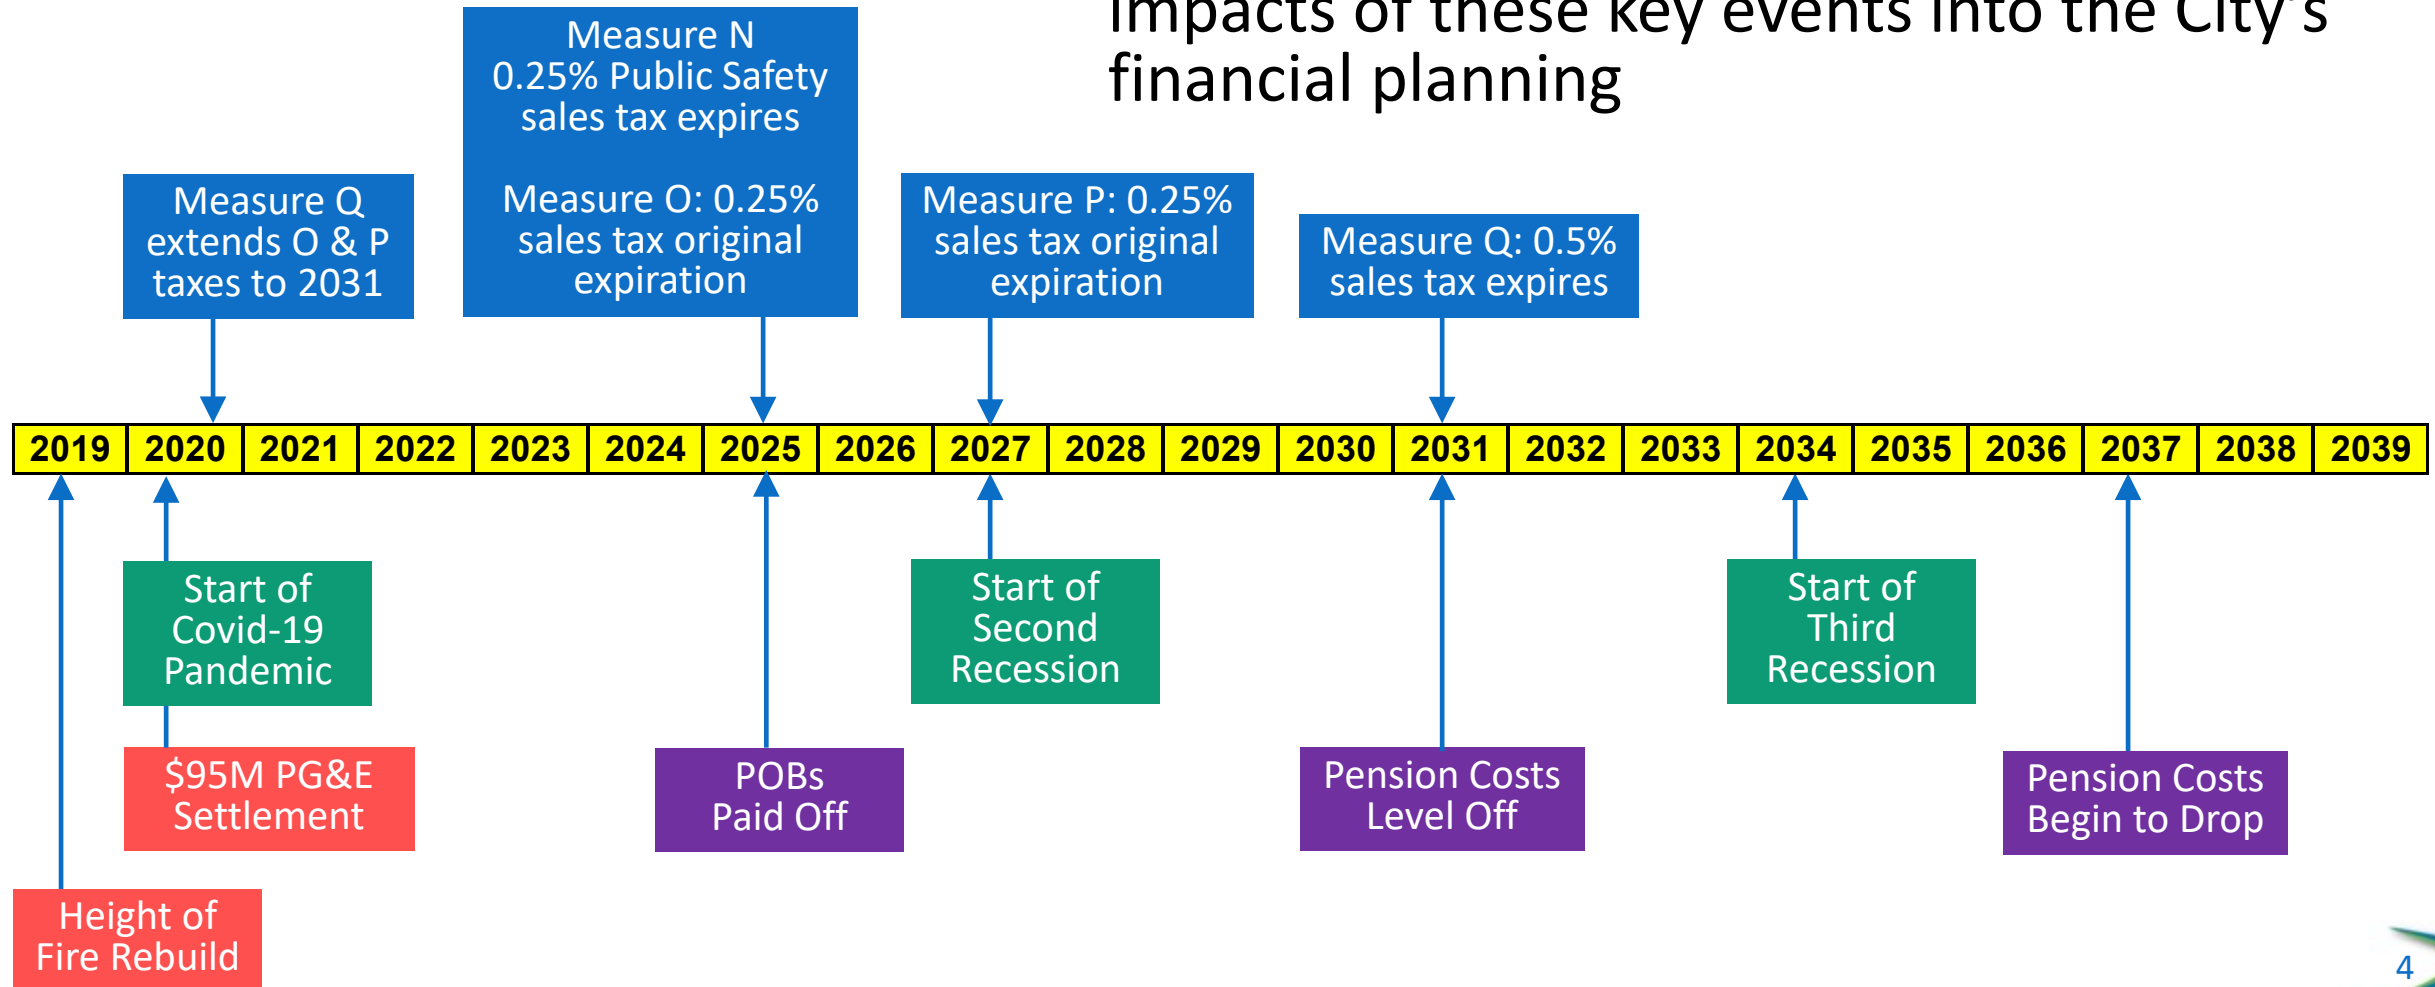 impacts of these key events into the City's
financial planning
Measure N
0.25% Public Safety
sales tax expires
Measure O: 0.25%
sales tax original
expiration
Measure Q
extends O & P
taxes to 2031
Measure P: 0.25%
sales tax original
expiration
Measure Q: 0.5%
sales tax expires
2019 2020 2021 2022 2023 2024 2025 2026 2027 2028 2029 2030 2031 2032 2033 2034 2035 2036 2037 2038 2039
Start of
Covid-19
Pandemic
Start of
Second
Recession
Start of
Third
Recession
$95M PG&E
Settlement
POBs
Paid Off
Pension Costs
Level Off
Pension Costs
Begin to Drop
Height of
Fire Rebuild
4